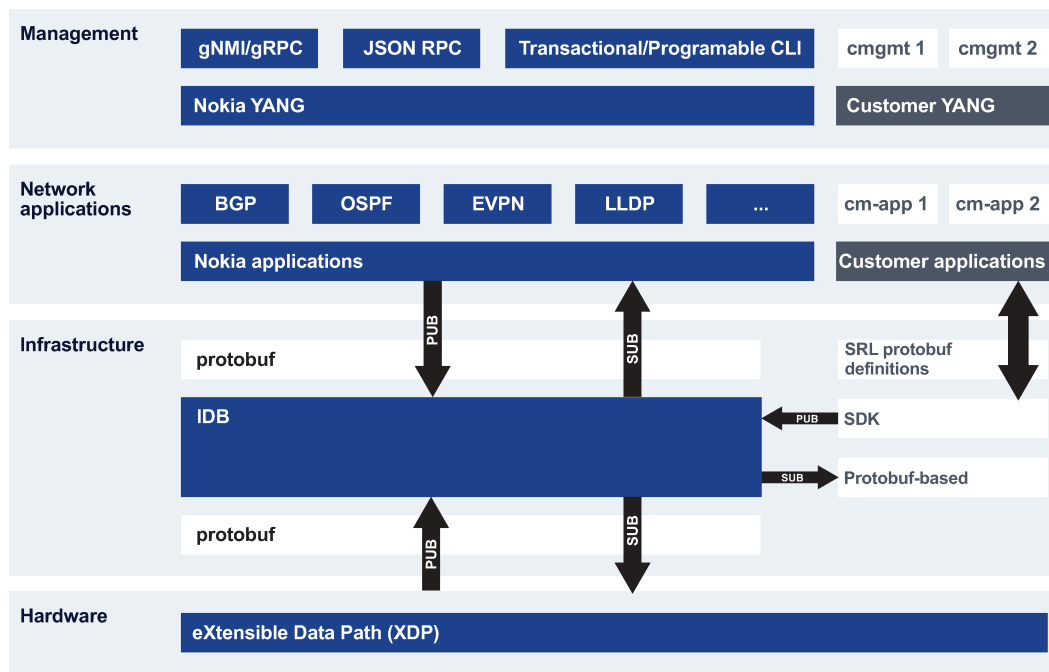 Management
gNMI/gRPC
JSON RPC
Transactional/Programable CLI
cmgmt 1
cmgmt 2
Nokia YANG
Customer YANG
Network
applications
BGP
OSPF
EVPN
LLDP
...
cm-app 1
cm-app 2
Nokia applications
Customer applications
PUB
SUB
Infrastructure
protobuf
SRL protobuf
definitions
IDB
PUB
SDK
SUB
Protobuf-based
protobuf
PUB
SUB
Hardware
eXtensible Data Path (XDP)